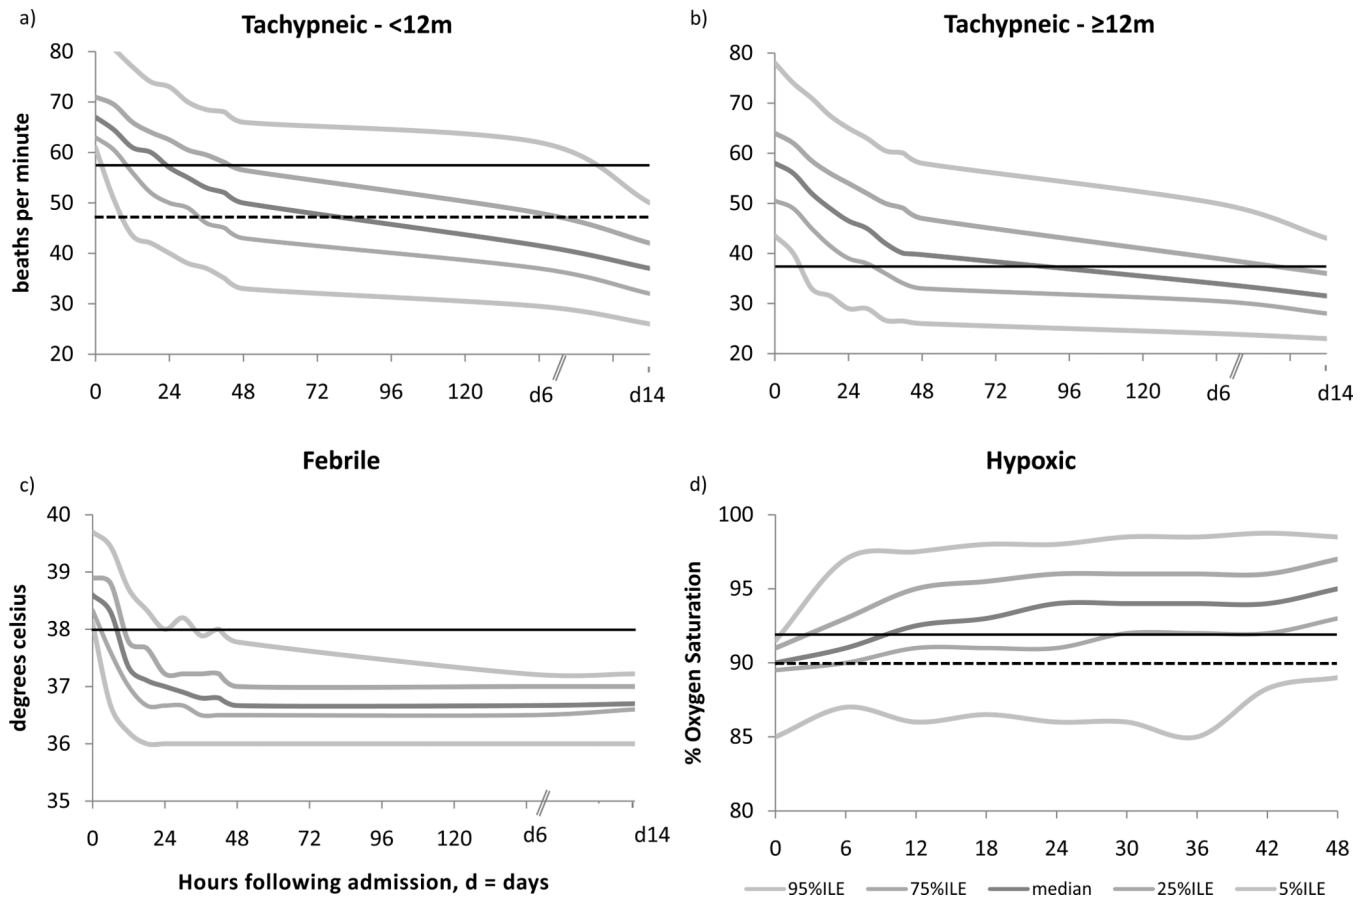 a)
Tachypneic - <12m
beaths per minute
80
70
60
50
40
30
20
0 24 48 72 96 120 d6 d14
b)
Tachypneic - ≥12m
80
70
60
50
40
30
20
0 24 48 72 96 120 d6 d14
c)
Febrile
degrees celsius
40
39
38
37
36
35
0 24 48 72 96 120 d6 d14
Hours following admission, d = days
d)
Hypoxic
% Oxygen Saturation
100
95
90
85
80
0 6 12 18 24 30 36 42 48
95%ILE 75%ILE median 25%ILE 5%ILE